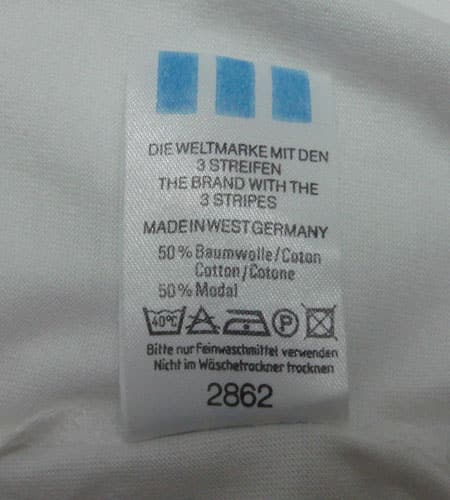 DIE WELTMARKE MIT DEN
3 STREIFEN
THE BRAND WITH THE
3 STRIPES
MADE IN WEST GERMANY
50% Baumwolle/Coton
Cotton/Cotone
50% Modal
40°C P
Bitte nur Feinwaschmittel verwenden
Nicht im Wäschetrockner trocknen
2862